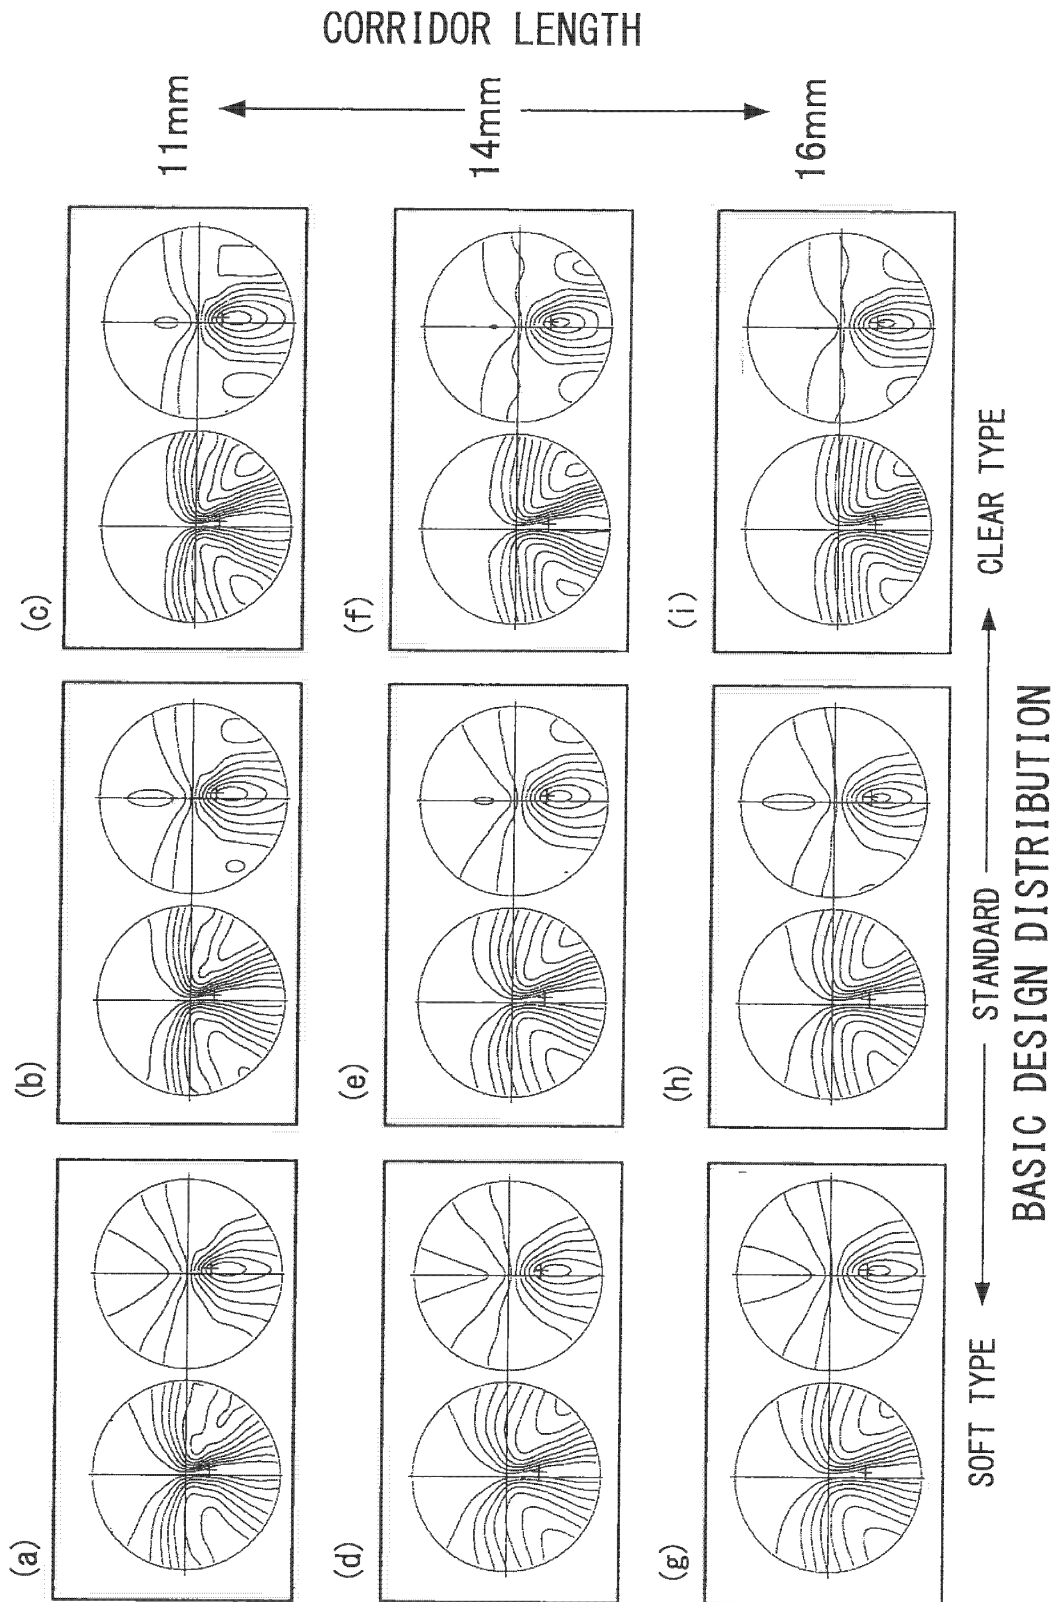 CORRIDOR LENGTH
11mm
14mm
16mm
(a)
(b)
(c)
(d)
(e)
(f)
(g)
(h)
(i)
SOFT TYPE
STANDARD
CLEAR TYPE
BASIC DESIGN DISTRIBUTION